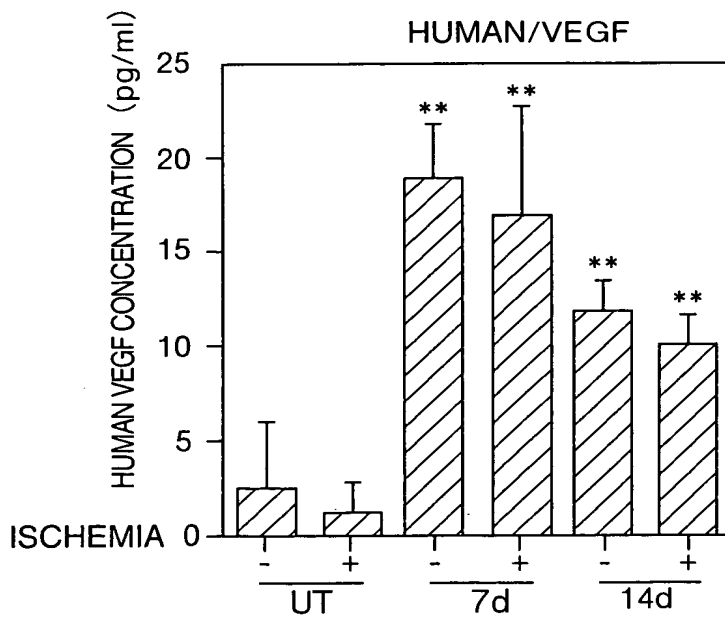 HUMAN/VEGF
HUMAN VEGF CONCENTRATION (pg/ml)
25
20
15
10
5
0
** ** ** **
ISCHEMIA
- + - + - +
UT 7d 14d